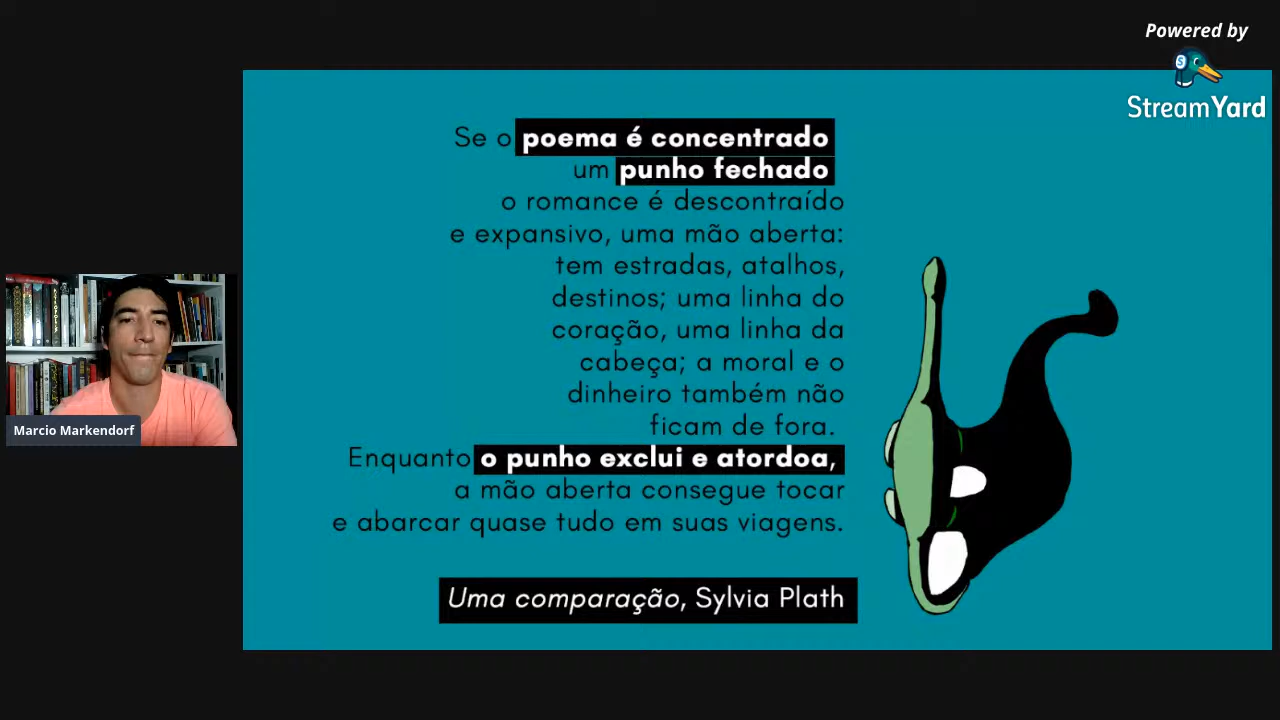 Powered by
StreamYard
Se o poema é concentrado
um punho fechado
o romance é descontraído
e expansivo, uma mão aberta:
tem estradas, atalhos,
destinos; uma linha do
coração, uma linha da
cabeça; a moral e o
dinheiro também não
ficam de fora.
Enquanto o punho exclui e atordoa,
a mão aberta consegue tocar
e abarcar quase tudo em suas viagens.
Uma comparação, Sylvia Plath
Marcio Markendorf